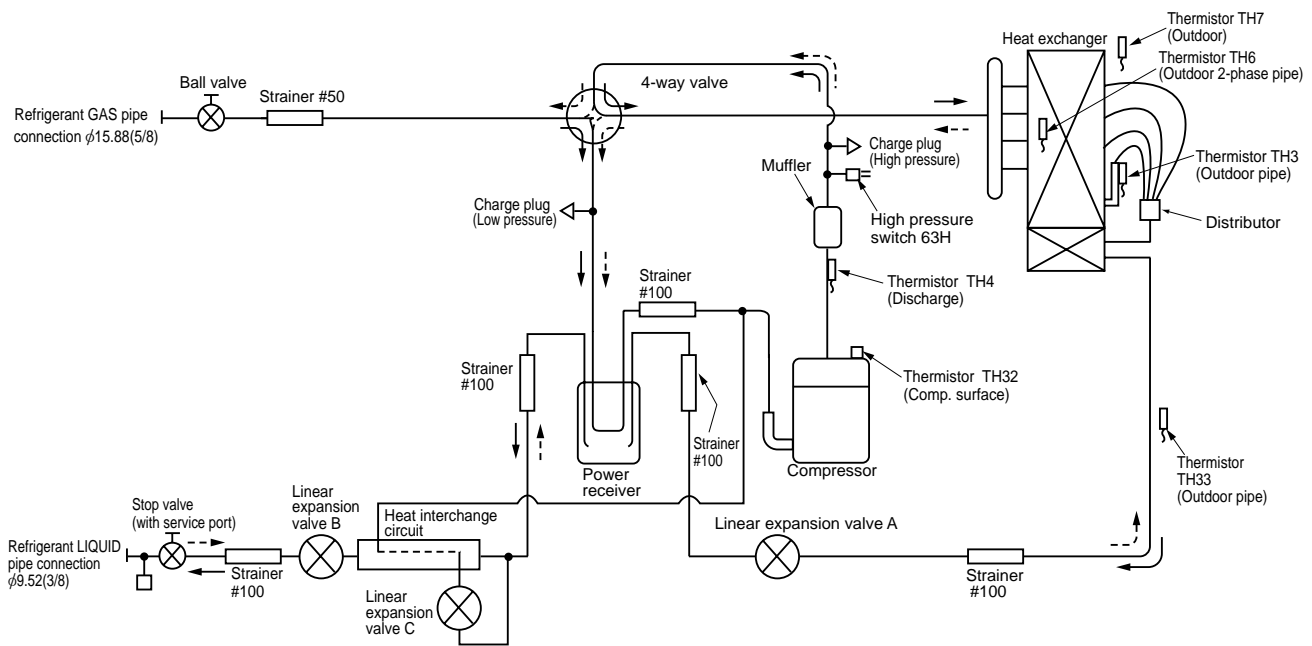 Ball valve
Refrigerant GAS pipe
connection ϕ15.88(5/8)
Strainer #50
4-way valve
Heat exchanger
Thermistor TH7
(Outdoor)
Thermistor TH6
(Outdoor 2-phase pipe)
Charge plug
(High pressure)
Thermistor TH3
(Outdoor pipe)
Muffler
Charge plug
(Low pressure)
High pressure
switch 63H
Distributor
Strainer
#100
Thermistor TH4
(Discharge)
Strainer
#100
Thermistor TH32
(Comp. surface)
Strainer
#100
Compressor
Power
receiver
Thermistor
TH33
(Outdoor pipe)
Linear
expansion
valve B
Stop valve
(with service port)
Heat interchange
circuit
Linear expansion valve A
Refrigerant LIQUID
pipe connection
ϕ9.52(3/8)
Strainer
#100
Strainer
#100
Linear
expansion
valve C